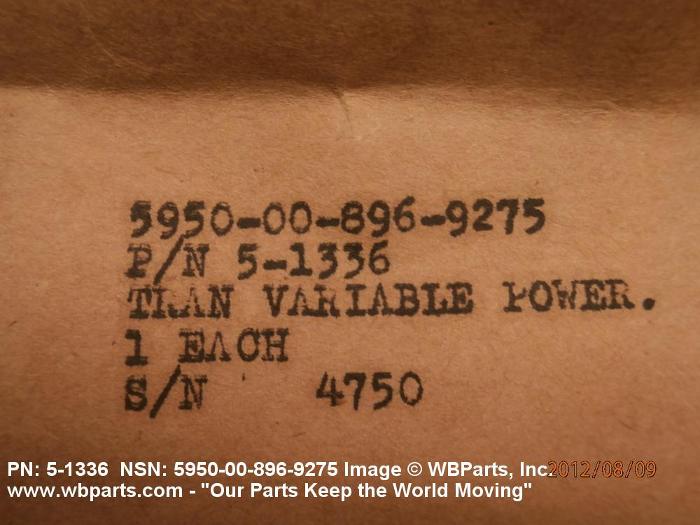 5950-00-896-9275
P/N 5-1336
TRAN VARIABLE POWER.
1 EACH
S/N 4750
PN: 5-1336 NSN: 5950-00-896-9275 Image © WBParts, Inc.
2012/08/09
www.wbparts.com - "Our Parts Keep the World Moving"